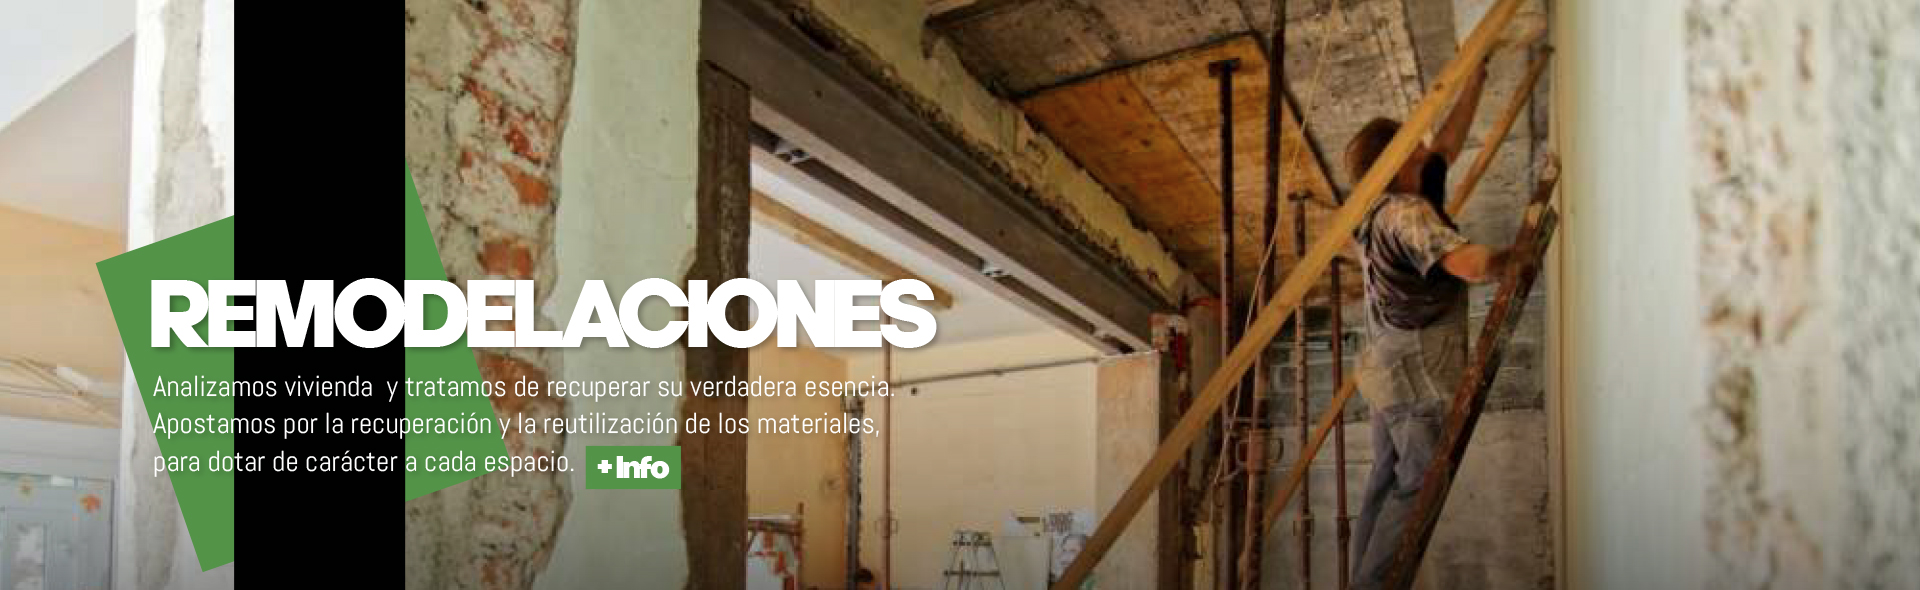 REMODELACIONES
Analizamos vivienda  y tratamos de recuperar su verdadera esencia.
Apostamos por la recuperación y la reutilización de los materiales,
para dotar de carácter a cada espacio.
+Info